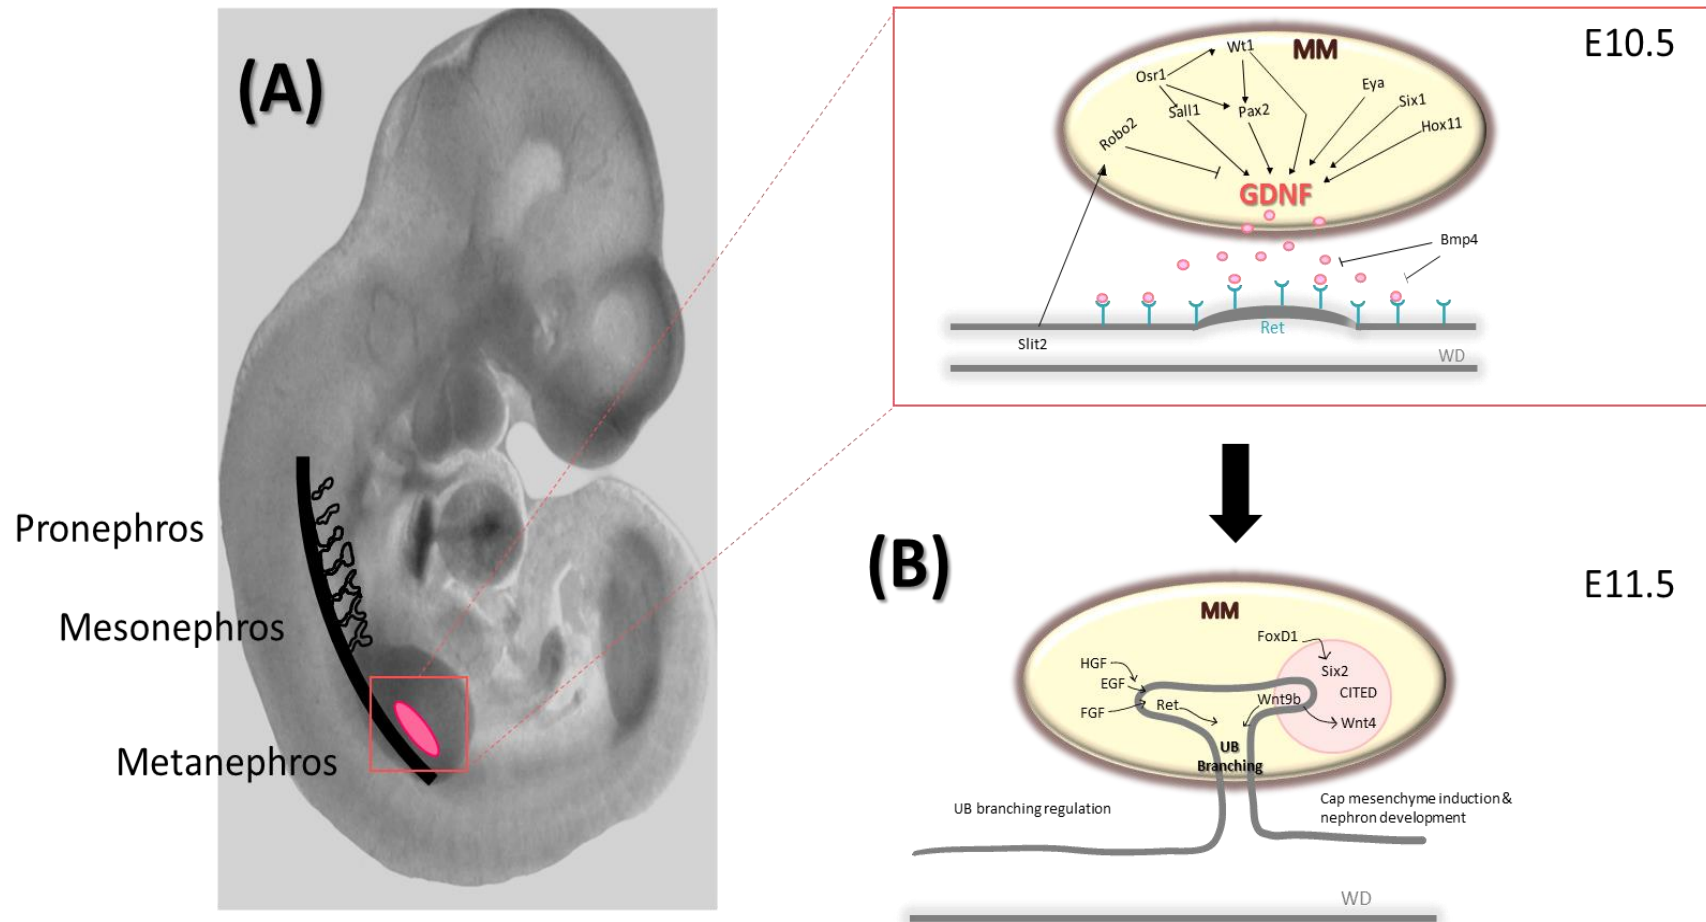 (A)
Pronephros
Mesonephros
Metanephros
E10.5
MM
Wt1
Osr1
Eya
Sall1
Pax2
Six1
Hox11
Robo2
GDNF
Bmp4
Ret
Slit2
WD
(B)
E11.5
MM
FoxD1
HGF
Six2
EGF
CITED
FGF
Ret
Wnt9b
Wnt4
UB
Branching
UB branching regulation
Cap mesenchyme induction &
nephron development
WD